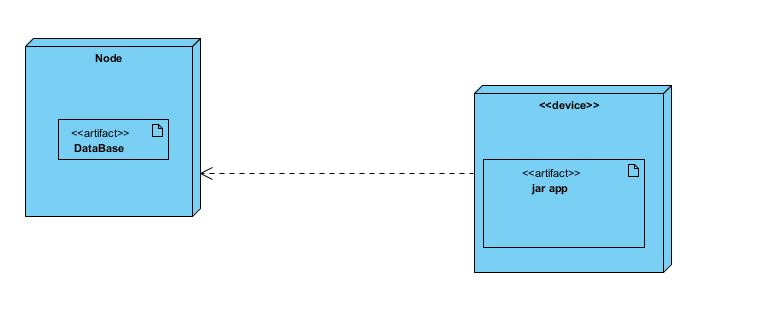 Node
<<artifact>>
DataBase
<<device>>
<<artifact>>
jar app